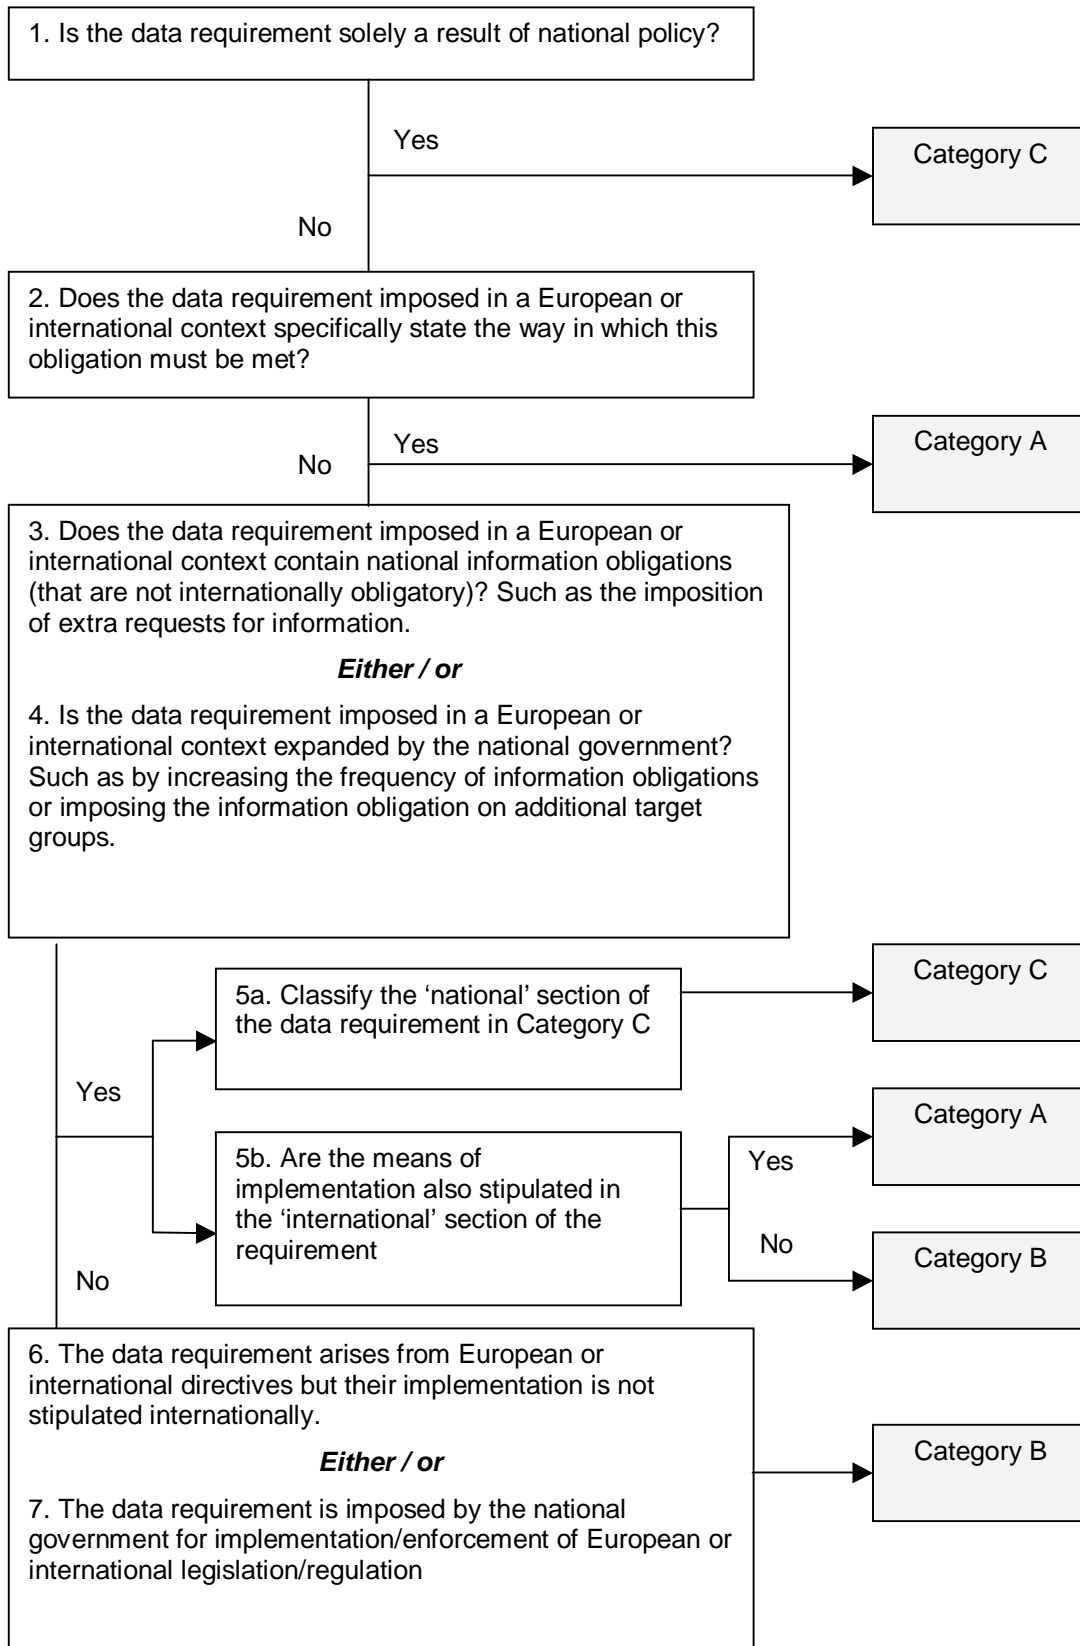 1. Is the data requirement solely a result of national policy?
Yes
Category C
No
2. Does the data requirement imposed in a European or
international context specifically state the way in which this
obligation must be met?
Yes
Category A
No
3. Does the data requirement imposed in a European or
international context contain national information obligations
(that are not internationally obligatory)? Such as the imposition
of extra requests for information.
Either / or
4. Is the data requirement imposed in a European or
international context expanded by the national government?
Such as by increasing the frequency of information obligations
or imposing the information obligation on additional target
groups.
5a. Classify the ‘national’ section of
the data requirement in Category C
Category C
Yes
5b. Are the means of
implementation also stipulated in
the ‘international’ section of the
requirement
Yes
Category A
No
Category B
No
6. The data requirement arises from European or
international directives but their implementation is not
stipulated internationally.
Either / or
7. The data requirement is imposed by the national
government for implementation/enforcement of European or
international legislation/regulation
Category B